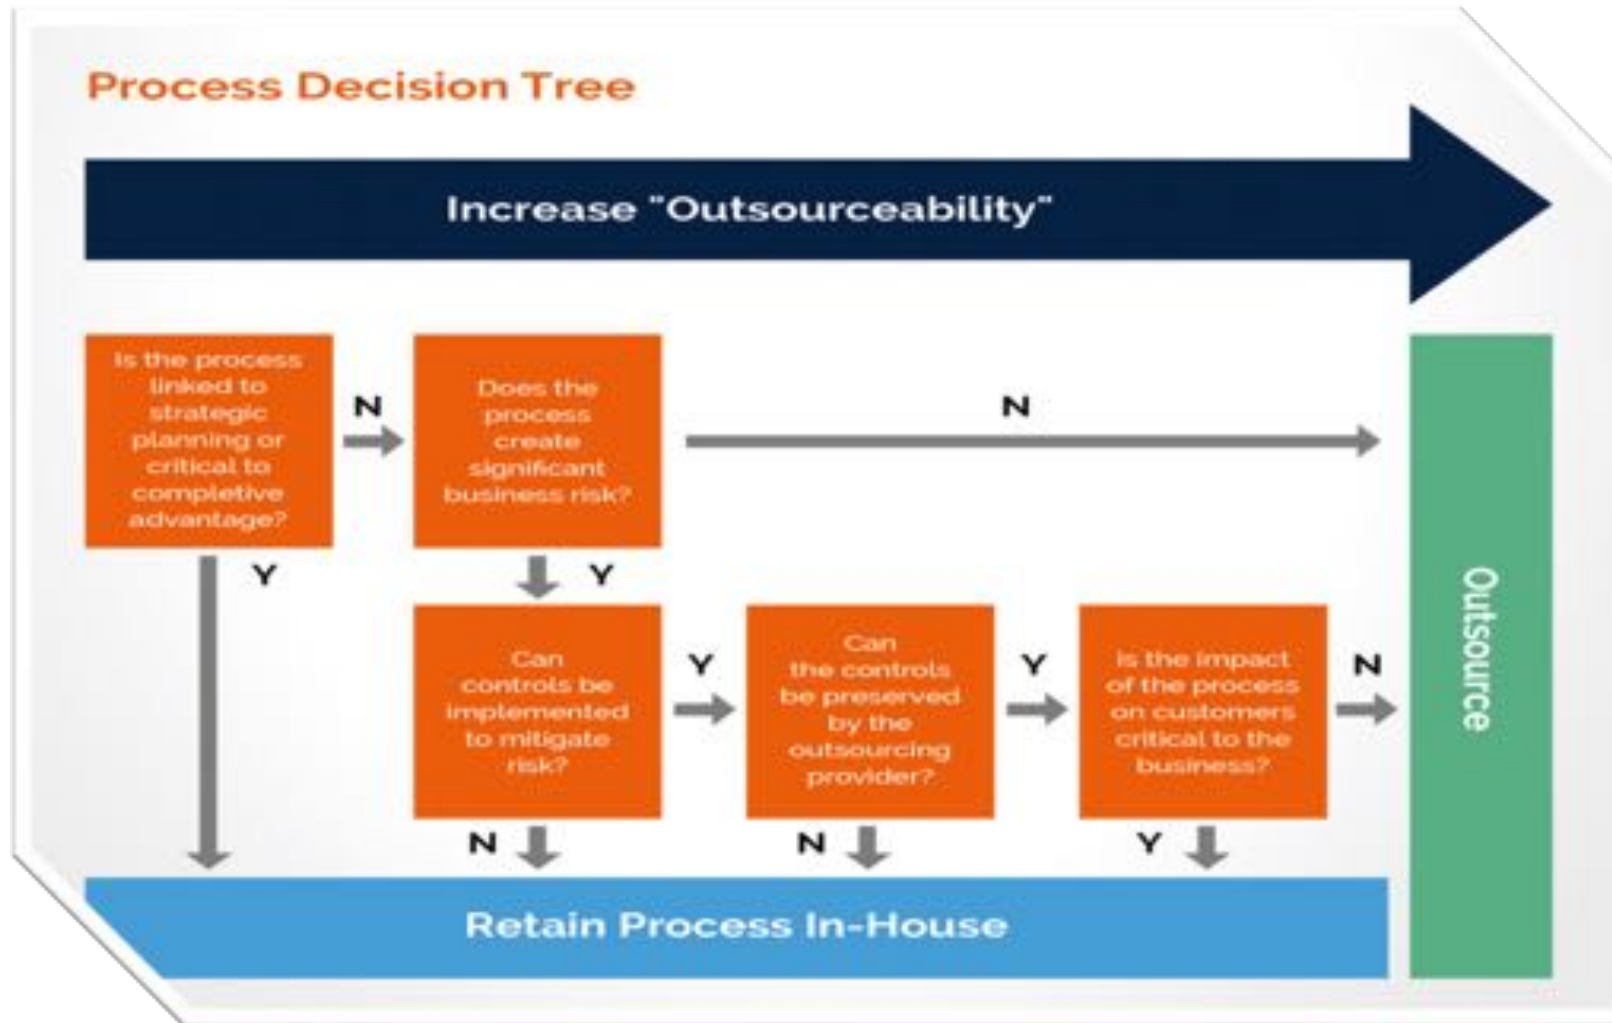 Process Decision Tree
Increase "Outsourceability"
Is the process
linked to
strategic
planning or
critical to
completive
advantage?
N
Does the
process
create
significant
business risk?
N
Y
Y
Can
controls be
implemented
to mitigate
risk?
Y
Can
the controls
be preserved
by the
outsourcing
provider?
Y
Is the impact
of the process
on customers
critical to the
business?
N
Outsource
N
N
Y
Retain Process In-House